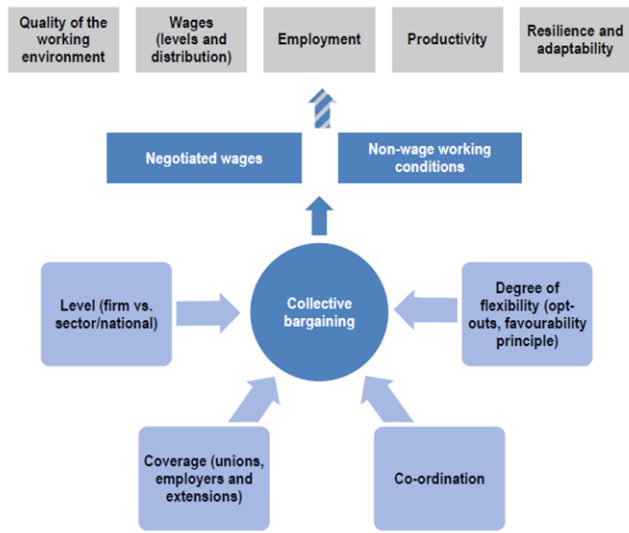 Quality of the
working
environment
Wages
(levels and
distribution)
Employment
Productivity
Resilience and
adaptability
Negotiated wages
Non-wage working
conditions
Level (firm vs.
sector/national)
Collective
bargaining
Degree of
flexibility (opt-
outs, favourability
principle)
Coverage (unions,
employers and
extensions)
Co-ordination